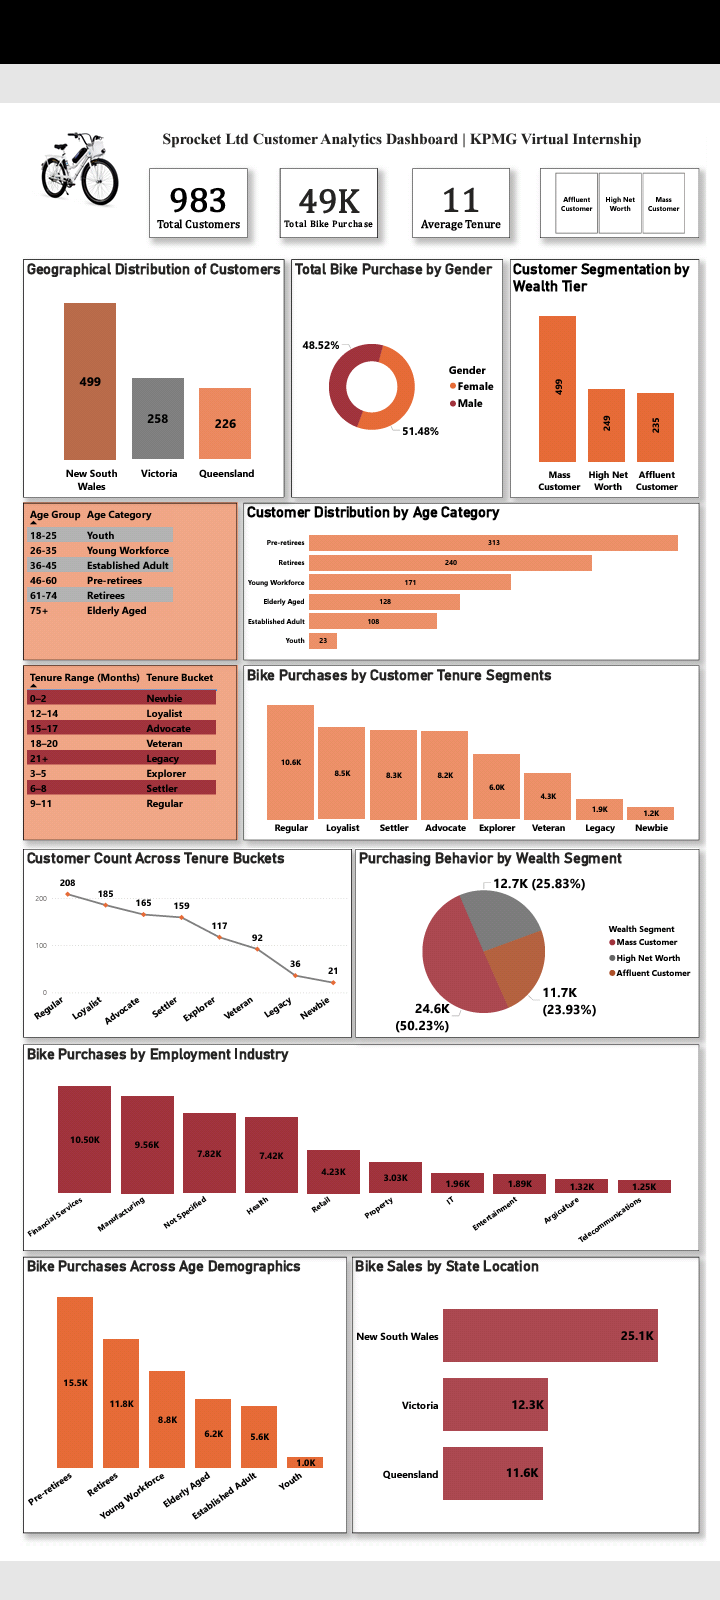 Sprocket Ltd Customer Analytics Dashboard | KPMG Virtual Internship
983
Total Customers
49K
Total Bike Purchase
11
Average Tenure
Affluent Customer
High Net Worth
Mass Customer
Geographical Distribution of Customers
499
258
226
New South Wales
Victoria
Queensland
Total Bike Purchase by Gender
48.52%
51.48%
Gender
Female
Male
Customer Segmentation by
Wealth Tier
499
249
235
Mass Customer
High Net Worth
Affluent Customer
Age Group Age Category
18-25 Youth
26-35 Young Workforce
36-45 Established Adult
46-60 Pre-retirees
61-74 Retirees
75+ Elderly Aged
Customer Distribution by Age Category
Pre-retirees 313
Retirees 240
Young Workforce 171
Elderly Aged 128
Established Adult 108
Youth 23
Tenure Range (Months) Tenure Bucket
0–2 Newbie
12–14 Loyalist
15–17 Advocate
18–20 Veteran
21+ Legacy
3–5 Explorer
6–8 Settler
9–11 Regular
Bike Purchases by Customer Tenure Segments
10.6K
8.5K
8.3K
8.2K
6.0K
4.3K
1.9K
1.2K
Regular
Loyalist
Settler
Advocate
Explorer
Veteran
Legacy
Newbie
Customer Count Across Tenure Buckets
200
100
0
208
185
165
159
117
92
36
21
Regular
Loyalist
Advocate
Settler
Explorer
Veteran
Legacy
Newbie
Purchasing Behavior by Wealth Segment
12.7K (25.83%)
11.7K
(23.93%)
24.6K
(50.23%)
Wealth Segment
Mass Customer
High Net Worth
Affluent Customer
Bike Purchases by Employment Industry
10.50K
9.56K
7.82K
7.42K
4.23K
3.03K
1.96K
1.89K
1.32K
1.25K
Financial Services
Manufacturing
Not Specified
Health
Retail
Property
IT
Entertainment
Argiculture
Telecommunications
Bike Purchases Across Age Demographics
15.5K
11.8K
8.8K
6.2K
5.6K
1.0K
Pre-retirees
Retirees
Young Workforce
Elderly Aged
Established Adult
Youth
Bike Sales by State Location
New South Wales 25.1K
Victoria 12.3K
Queensland 11.6K